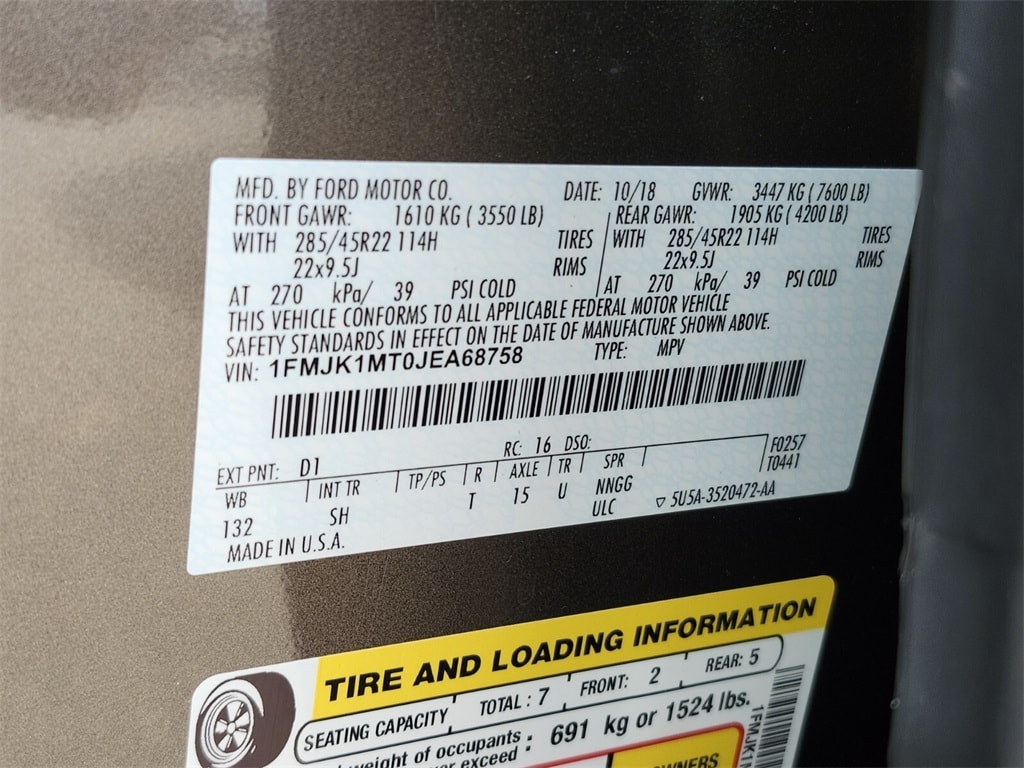 MFD. BY FORD MOTOR CO. DATE: 10/18 GVWR: 3447 KG ( 7600 LB)
FRONT GAWR: 1610 KG ( 3550 LB) REAR GAWR: 1905 KG ( 4200 LB)
WITH 285/45R22 114H TIRES WITH 285/45R22 114H TIRES
22x9.5J RIMS 22x9.5J RIMS
AT 270 kPa/ 39 PSI COLD AT 270 kPa/ 39 PSI COLD
THIS VEHICLE CONFORMS TO ALL APPLICABLE FEDERAL MOTOR VEHICLE
SAFETY STANDARDS IN EFFECT ON THE DATE OF MANUFACTURE SHOWN ABOVE.
VIN: 1FMJK1MT0JEA68758 TYPE: MPV
EXT PNT: D1 RC: 16 DSO: F0257
WB INT TR TP/PS R AXLE TR SPR T0441
132 SH T 15 U NNGG
ULC 5U5A-3520472-AA
MADE IN U.S.A.
TIRE AND LOADING INFORMATION
SEATING CAPACITY TOTAL : 7 FRONT: 2 REAR: 5
weight of occupants
exceed : 691 kg or 1524 lbs.
OWNERS
1FMJK1